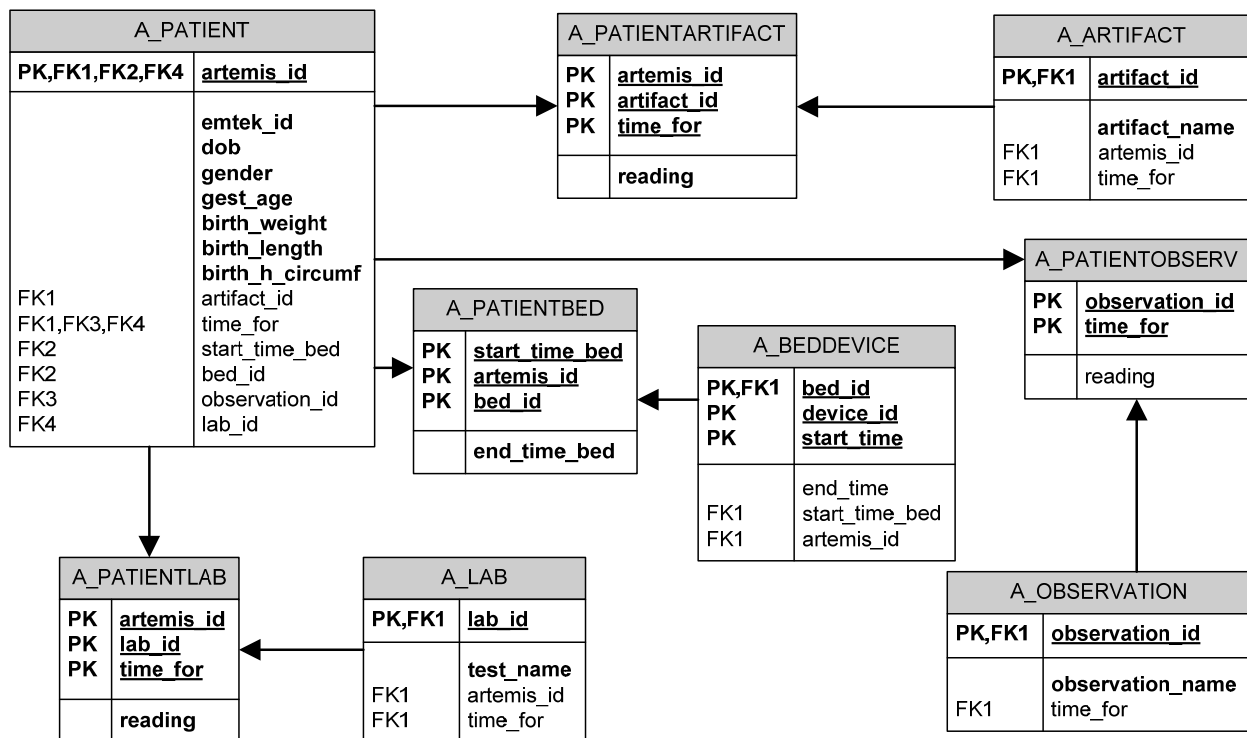 A_PATIENT
PK,FK1,FK2,FK4 artemis_id
emtek_id
dob
gender
gest_age
birth_weight
birth_length
birth_h_circumf
FK1 artifact_id
FK1,FK3,FK4 time_for
FK2 start_time_bed
FK2 bed_id
FK3 observation_id
FK4 lab_id
A_PATIENTARTIFACT
PK artemis_id
PK artifact_id
PK time_for
reading
A_ARTIFACT
PK,FK1 artifact_id
artifact_name
FK1 artemis_id
FK1 time_for
A_PATIENTOBSERV
PK observation_id
PK time_for
reading
A_PATIENTBED
PK start_time_bed
PK artemis_id
PK bed_id
end_time_bed
A_BEDDEVICE
PK,FK1 bed_id
PK device_id
PK start_time
end_time
FK1 start_time_bed
FK1 artemis_id
A_PATIENTLAB
PK artemis_id
PK lab_id
PK time_for
reading
A_LAB
PK,FK1 lab_id
test_name
FK1 artemis_id
FK1 time_for
A_OBSERVATION
PK,FK1 observation_id
observation_name
FK1 time_for